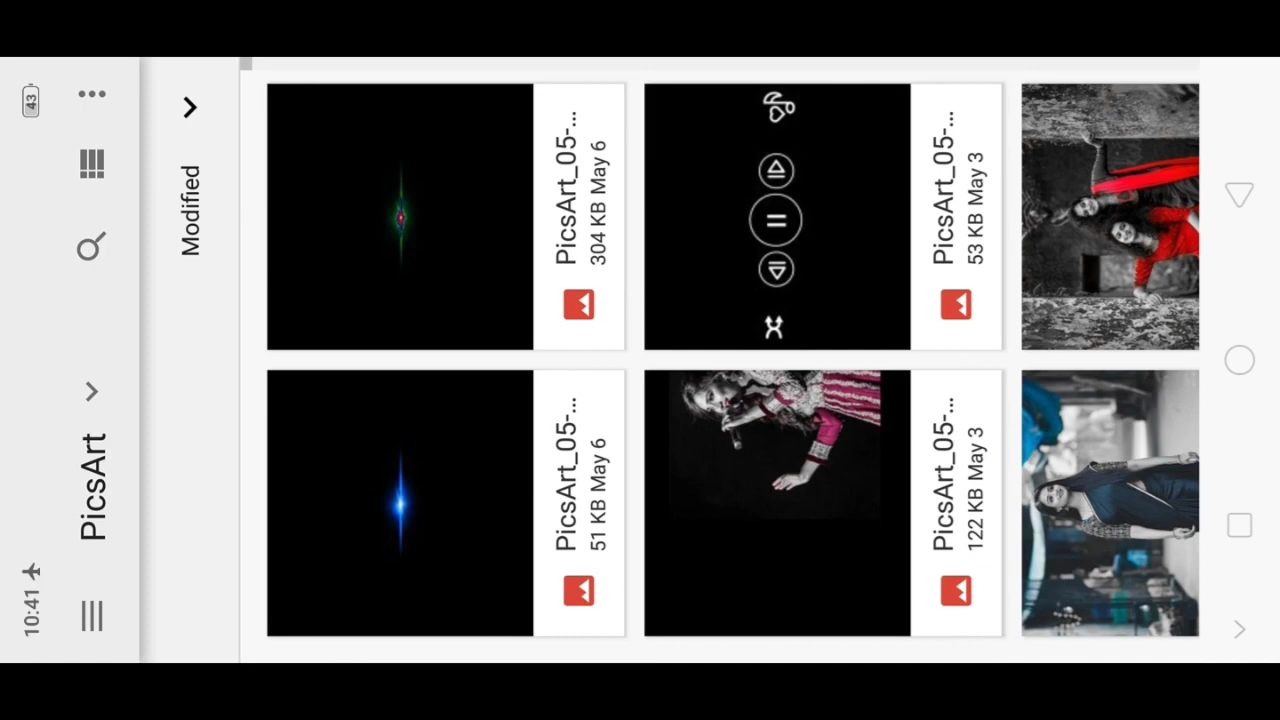 10:41
43
PicsArt
Modified
PicsArt_05-...
51 KB May 6
PicsArt_05-...
304 KB May 6
PicsArt_05-...
122 KB May 3
PicsArt_05-...
53 KB May 3